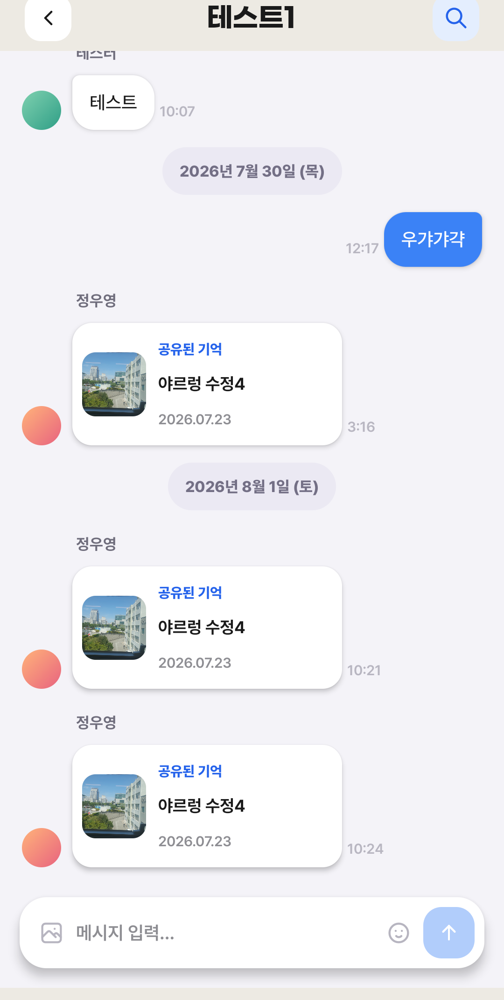 테스트1
테스터
테스트
10:07
2026년 7월 30일 (목)
우갸갸갹
12:17
정우영
공유된 기억
야르렁 수정4
2026.07.23
3:16
2026년 8월 1일 (토)
정우영
공유된 기억
야르렁 수정4
2026.07.23
10:21
정우영
공유된 기억
야르렁 수정4
2026.07.23
10:24
메시지 입력...